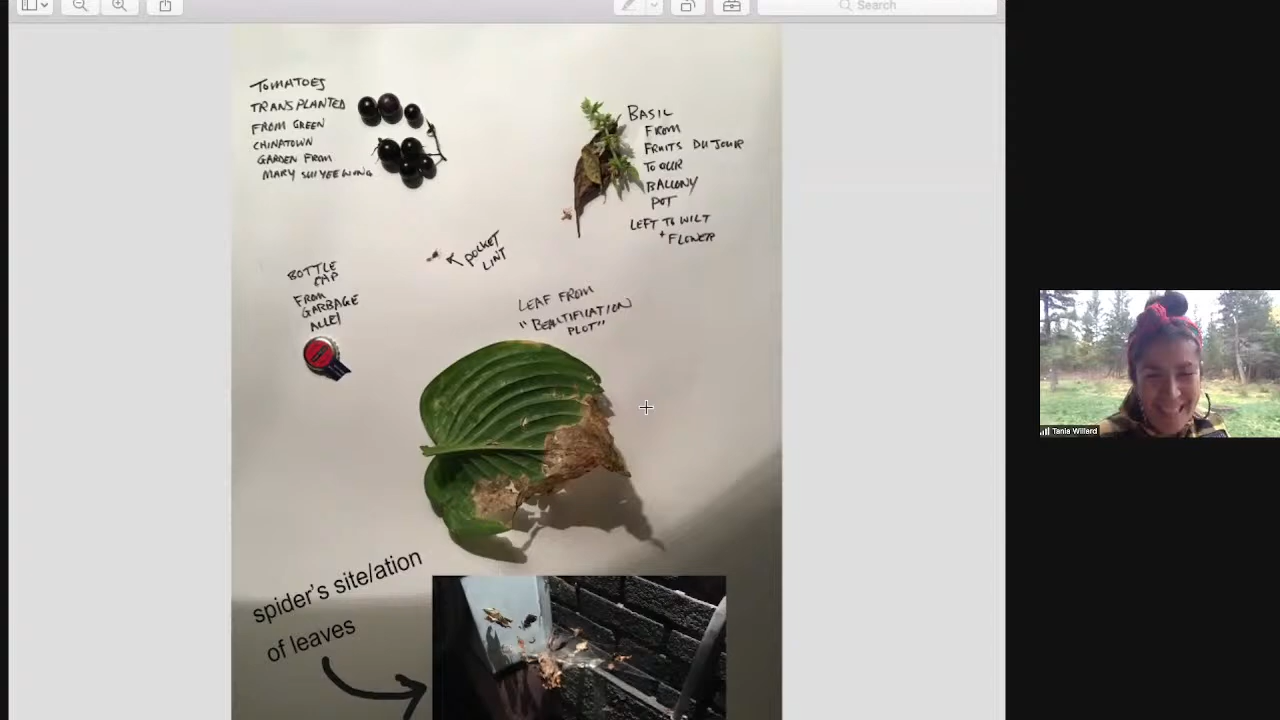 Search
TOMATOES
TRANSPLANTED
FROM GREEN
CHINATOWN
GARDEN FROM
MARY SUI YEE WONG
BASIL
FROM
FRUITS DU JOUR
TO OUR
BALCONY
POT
LEFT TO WILT
+ FLOWER
POCKET
LINT
BOTTLE
CAP
FROM
GARBAGE
ALLEY
LEAF FROM
"BEAUTIFICATION
PLOT"
spider's site/ation
of leaves
Tania Willard